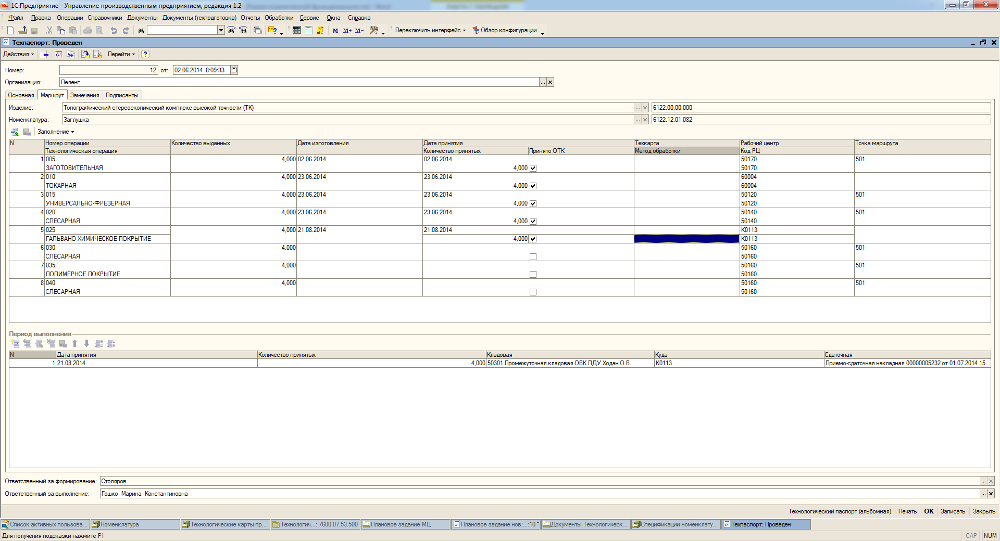 1С:Предприятие - Управление производственным предприятием, редакция 1.2
Файл Правка Операции Справочники Документы Документы (техподготовка) Отчеты Обработки Сервис Окна Справка
М М+ М− Переключить интерфейс Обзор конфигурации
Техпаспорт: Проведен
Действия Перейти
Номер: 12 от: 02.06.2014 8:09:33
Организация: Пеленг
Основная Маршрут Замечания Подписанты
Изделие: Топографический стереоскопический комплекс высокой точности (ТК) 6122.00.00.000
Номенклатура: Заглушка 6122.12.01.082
Заполнение
N Номер операции Количество выданных Дата изготовления Дата принятия Техкарта Рабочий центр Точка маршрута
Технологическая операция Количество принятых Принято ОТК Метод обработки Код РЦ
1 005 4,000 02.06.2014 02.06.2014 50170 501
ЗАГОТОВИТЕЛЬНАЯ 4,000 50170
2 010 4,000 23.06.2014 23.06.2014 60004
ТОКАРНАЯ 4,000 60004
3 015 4,000 23.06.2014 23.06.2014 50120 501
УНИВЕРСАЛЬНО-ФРЕЗЕРНАЯ 4,000 50120
4 020 4,000 23.06.2014 23.06.2014 50140 501
СЛЕСАРНАЯ 4,000 50140
5 025 4,000 21.08.2014 21.08.2014 К0113
ГАЛЬВАНО-ХИМИЧЕСКОЕ ПОКРЫТИЕ 4,000 К0113
6 030 4,000 50160 501
СЛЕСАРНАЯ 50160
7 035 4,000 50160 501
ПОЛИМЕРНОЕ ПОКРЫТИЕ 50160
8 040 4,000 50160 501
СЛЕСАРНАЯ 50160
Период выполнения
N Дата принятия Количество принятых Кладовая Куда Сдаточная
1 21.08.2014 4,000 50301 Промежуточная кладовая ОВК ПДУ Ходан О.В. К0113 Приемо-сдаточная накладная 00000005232 от 01.07.2014 15...
Ответственный за формирование: Столяров
Ответственный за выполнение: Гошко Марина Константиновна
Технологический паспорт (альбомная) Печать OK Записать Закрыть
Список активных пользова... Номенклатура Технологические карты пр... Технологич...: 7600.07.53.500 Плановое задание МЦ Плановое задание нов:...:10 * Документы Технологическ... Спецификации номенклату... Техпаспорт: Проведен
Для получения подсказки нажмите F1 CAP NUM